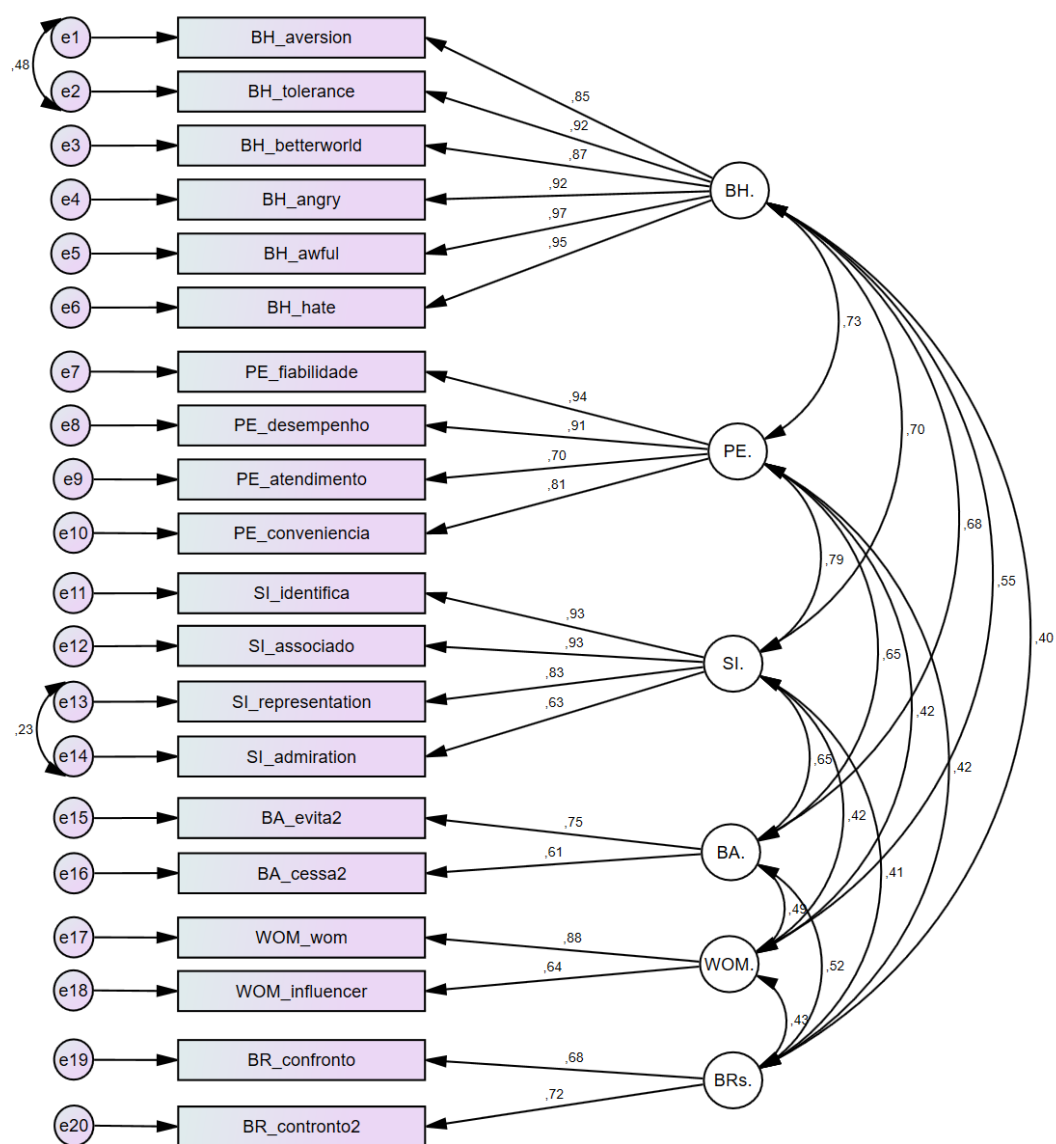 e1 BH_aversion
,48
e2 BH_tolerance
e3 BH_betterworld
e4 BH_angry
e5 BH_awful
e6 BH_hate
,85
,92
,87
,92
,97
,95
BH.
e7 PE_fiabilidade
e8 PE_desempenho
e9 PE_atendimento
e10 PE_conveniencia
,94
,91
,70
,81
PE.
e11 SI_identifica
e12 SI_associado
e13 SI_representation
,23
e14 SI_admiration
,93
,93
,83
,63
SI.
e15 BA_evita2
e16 BA_cessa2
,75
,61
BA.
e17 WOM_wom
e18 WOM_influencer
,88
,64
WOM.
e19 BR_confronto
e20 BR_contronto2
,68
,72
BRs.
,73
,70
,68
,55
,40
,79
,65
,42
,42
,65
,42
,41
,49
,52
,43